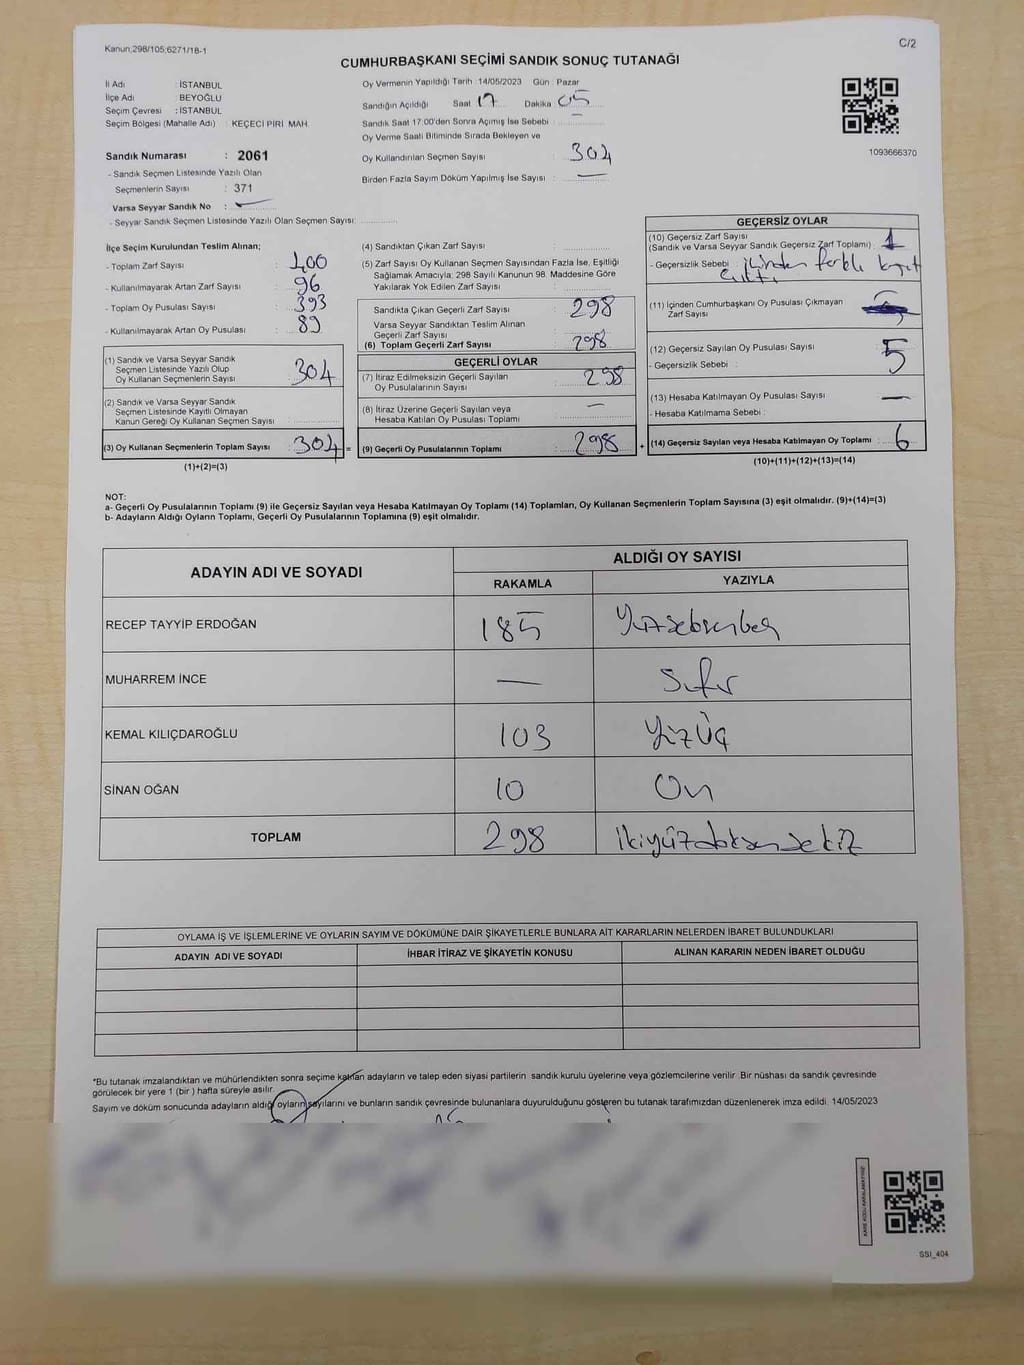 Kanun:298/105;6271/18-1
C/2
CUMHURBAŞKANI SEÇİMİ SANDIK SONUÇ TUTANAĞI
İl Adı : İSTANBUL
İlçe Adı : BEYOĞLU
Seçim Çevresi : İSTANBUL
Seçim Bölgesi (Mahalle Adı) : KEÇECİ PİRİ MAH.
Sandık Numarası : 2061
- Sandık Seçmen Listesinde Yazılı Olan
Seçmenlerin Sayısı : 371
Varsa Seyyar Sandık No :
- Seyyar Sandık Seçmen Listesinde Yazılı Olan Seçmen Sayısı:
Oy Vermenin Yapıldığı Tarih :14/05/2023 Gün : Pazar
Sandığın Açıldığı Saat 17 Dakika 05
Sandık Saat 17:00'den Sonra Açımış İse Sebebi : —
Oy Verme Saati Bitiminde Sırada Bekleyen ve
Oy Kullandırılan Seçmen Sayısı : 304
Birden Fazla Sayım Döküm Yapılmış İse Sayısı : —
1093666370
İlçe Seçim Kurulundan Teslim Alınan;
- Toplam Zarf Sayısı : 400
- Kullanılmayarak Artan Zarf Sayısı : 96
- Toplam Oy Pusulası Sayısı : 393
- Kullanılmayarak Artan Oy Pusulası : 89
(1) Sandık ve Varsa Seyyar Sandık
Seçmen Listesinde Yazılı Olup
Oy Kullanan Seçmenlerin Sayısı : 304
(2) Sandık ve Varsa Seyyar Sandık
Seçmen Listesinde Kayıtlı Olmayan
Kanun Gereği Oy Kullanan Seçmen Sayısı :
(3) Oy Kullanan Seçmenlerin Toplam Sayısı : 304 =
(1)+(2)=(3)
(4) Sandıktan Çıkan Zarf Sayısı :
(5) Zarf Sayısı Oy Kullanan Seçmen Sayısından Fazla İse, Eşitliği
Sağlamak Amacıyla; 298 Sayılı Kanunun 98. Maddesine Göre
Yakılarak Yok Edilen Zarf Sayısı :
Sandıkta Çıkan Geçerli Zarf Sayısı : 298
Varsa Seyyar Sandıktan Teslim Alınan
Geçerli Zarf Sayısı :
(6) Toplam Geçerli Zarf Sayısı : 298
GEÇERLİ OYLAR
(7) İtiraz Edilmeksizin Geçerli Sayılan
Oy Pusulalarının Sayısı : 298
(8) İtiraz Üzerine Geçerli Sayılan veya
Hesaba Katılan Oy Pusulası Toplamı : —
(9) Geçerli Oy Pusulalarının Toplamı : 298 +
GEÇERSİZ OYLAR
(10) Geçersiz Zarf Sayısı
(Sandık ve Varsa Seyyar Sandık Geçersiz Zarf Toplamı) : 1
- Geçersizlik Sebebi : içinden farklı kağıt
çıktı
(11) İçinden Cumhurbaşkanı Oy Pusulası Çıkmayan
Zarf Sayısı :
(12) Geçersiz Sayılan Oy Pusulası Sayısı : 5
- Geçersizlik Sebebi :
(13) Hesaba Katılmayan Oy Pusulası Sayısı : —
- Hesaba Katılmama Sebebi :
(14) Geçersiz Sayılan veya Hesaba Katılmayan Oy Toplamı : 6
(10)+(11)+(12)+(13)=(14)
NOT:
a- Geçerli Oy Pusulalarının Toplamı (9) ile Geçersiz Sayılan veya Hesaba Katılmayan Oy Toplamı (14) Toplamları, Oy Kullanan Seçmenlerin Toplam Sayısına (3) eşit olmalıdır. (9)+(14)=(3)
b- Adayların Aldığı Oyların Toplamı, Geçerli Oy Pusulalarının Toplamına (9) eşit olmalıdır.
ADAYIN ADI VE SOYADI
ALDIĞI OY SAYISI
RAKAMLA YAZIYLA
RECEP TAYYİP ERDOĞAN 185 Yüzseksenbeş
MUHARREM İNCE — Sıfır
KEMAL KILIÇDAROĞLU 103 YüzÜç
SİNAN OĞAN 10 On
TOPLAM 298 ikiyüzdoksansekiz
OYLAMA İŞ VE İŞLEMLERİNE VE OYLARIN SAYIM VE DÖKÜMÜNE DAİR ŞİKAYETLERLE BUNLARA AİT KARARLARIN NELERDEN İBARET BULUNDUKLARI
ADAYIN ADI VE SOYADI İHBAR İTİRAZ VE ŞİKAYETİN KONUSU ALINAN KARARIN NEDEN İBARET OLDUĞU
*Bu tutanak imzalandıktan ve mühürlendikten sonra seçime katılan adayların ve talep eden siyasi partilerin sandık kurulu üyelerine veya gözlemcilerine verilir. Bir nüshası da sandık çevresinde
görülecek bir yere 1 (bir) hafta süreyle asılır.
Sayım ve döküm sonucunda adayların aldığı oyların sayılarını ve bunların sandık çevresinde bulunanlara duyurulduğunu gösteren bu tutanak tarafımızdan düzenlenerek imza edildi. 14/05/2023
KARE KODU KARALAMAYINIZ!
SSI_404